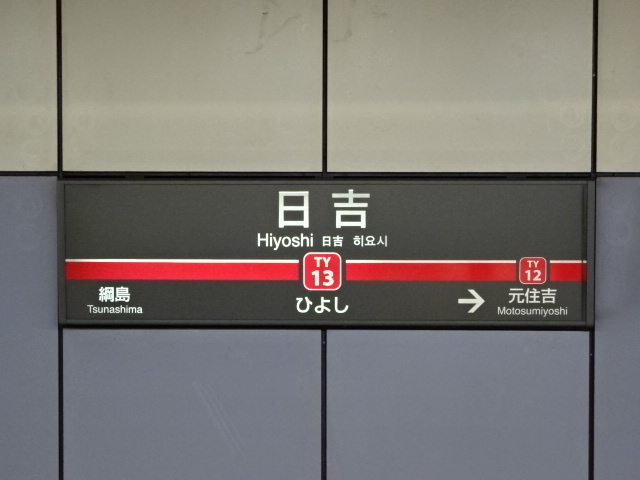 日吉
Hiyoshi 日吉 히요시
TY
13
TY
12
ひよし
綱島
Tsunashima
→ 元住吉
Motosumiyoshi